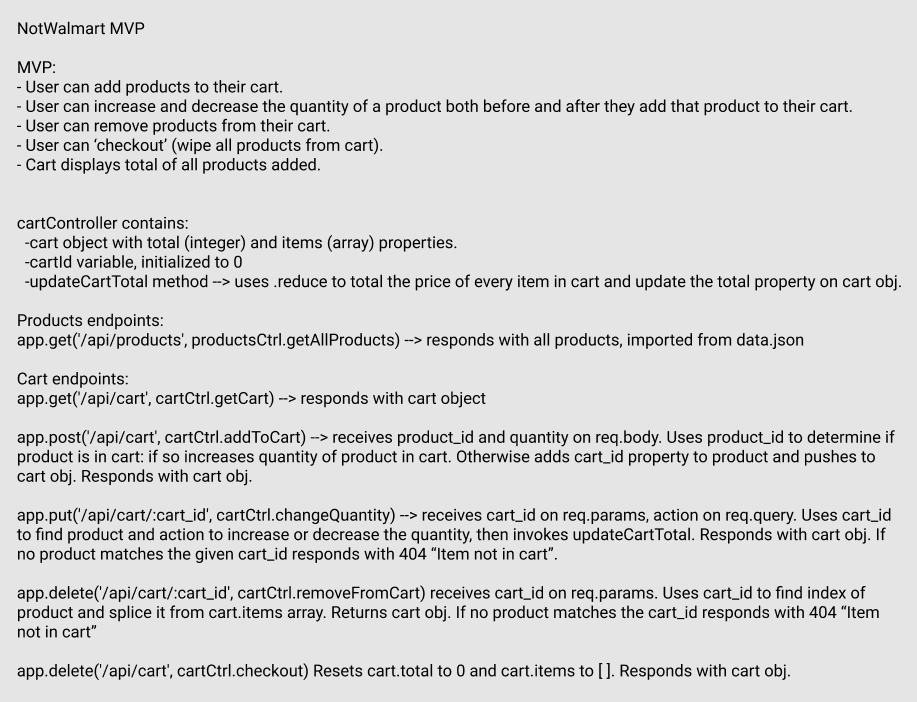 NotWalmart MVP
MVP:
- User can add products to their cart.
- User can increase and decrease the quantity of a product both before and after they add that product to their cart.
- User can remove products from their cart.
- User can ‘checkout’ (wipe all products from cart).
- Cart displays total of all products added.
cartController contains:
-cart object with total (integer) and items (array) properties.
-cartId variable, initialized to 0
-updateCartTotal method --> uses .reduce to total the price of every item in cart and update the total property on cart obj.
Products endpoints:
app.get('/api/products', productsCtrl.getAllProducts) --> responds with all products, imported from data.json
Cart endpoints:
app.get('/api/cart', cartCtrl.getCart) --> responds with cart object
app.post('/api/cart', cartCtrl.addToCart) --> receives product_id and quantity on req.body. Uses product_id to determine if
product is in cart: if so increases quantity of product in cart. Otherwise adds cart_id property to product and pushes to
cart obj. Responds with cart obj.
app.put('/api/cart/:cart_id', cartCtrl.changeQuantity) --> receives cart_id on req.params, action on req.query. Uses cart_id
to find product and action to increase or decrease the quantity, then invokes updateCartTotal. Responds with cart obj. If
no product matches the given cart_id responds with 404 “Item not in cart”.
app.delete('/api/cart/:cart_id', cartCtrl.removeFromCart) receives cart_id on req.params. Uses cart_id to find index of
product and splice it from cart.items array. Returns cart obj. If no product matches the cart_id responds with 404 “Item
not in cart”
app.delete('/api/cart', cartCtrl.checkout) Resets cart.total to 0 and cart.items to [ ]. Responds with cart obj.